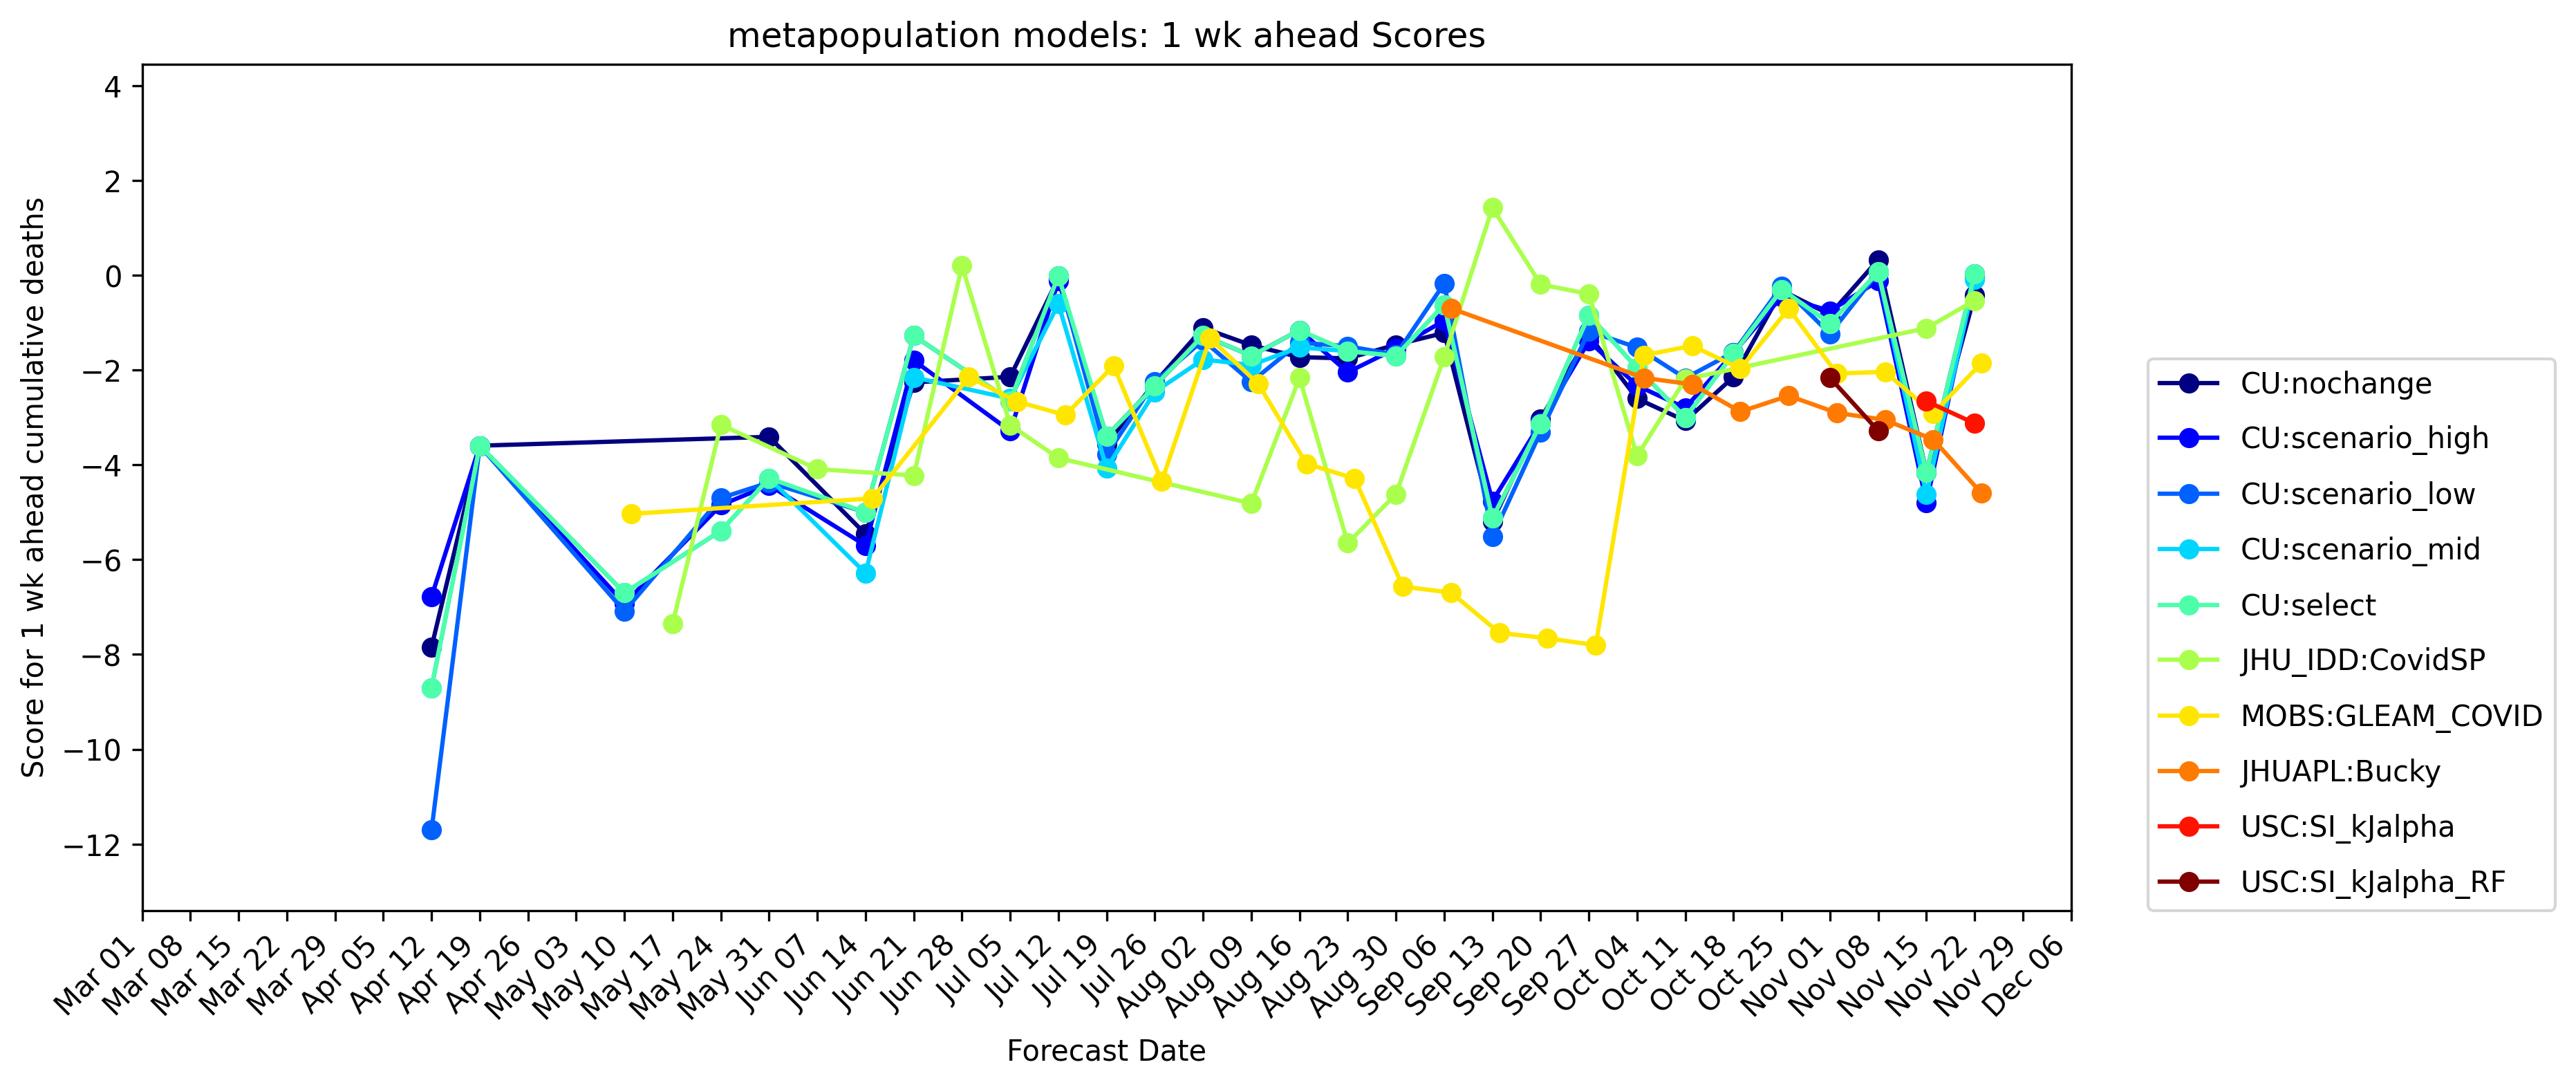 metapopulation models: 1 wk ahead Scores
Score for 1 wk ahead cumulative deaths
4
2
0
−2
−4
−6
−8
−10
−12
Mar 01
Mar 08
Mar 15
Mar 22
Mar 29
Apr 05
Apr 12
Apr 19
Apr 26
May 03
May 10
May 17
May 24
May 31
Jun 07
Jun 14
Jun 21
Jun 28
Jul 05
Jul 12
Jul 19
Jul 26
Aug 02
Aug 09
Aug 16
Aug 23
Aug 30
Sep 06
Sep 13
Sep 20
Sep 27
Oct 04
Oct 11
Oct 18
Oct 25
Nov 01
Nov 08
Nov 15
Nov 22
Nov 29
Dec 06
Forecast Date
CU:nochange
CU:scenario_high
CU:scenario_low
CU:scenario_mid
CU:select
JHU_IDD:CovidSP
MOBS:GLEAM_COVID
JHUAPL:Bucky
USC:SI_kJalpha
USC:SI_kJalpha_RF